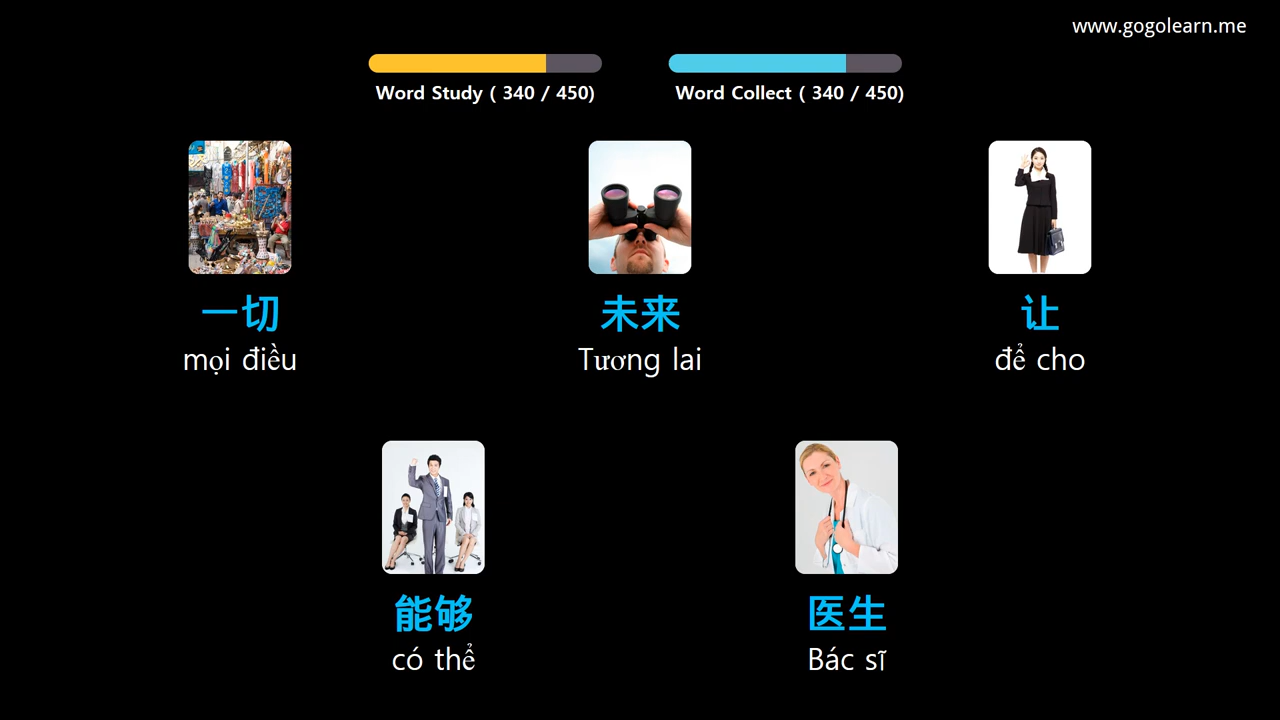 www.gogolearn.me
Word Study ( 340 / 450)
Word Collect ( 340 / 450)
一切
mọi điều
未来
Tương lai
让
để cho
能够
có thể
医生
Bác sĩ